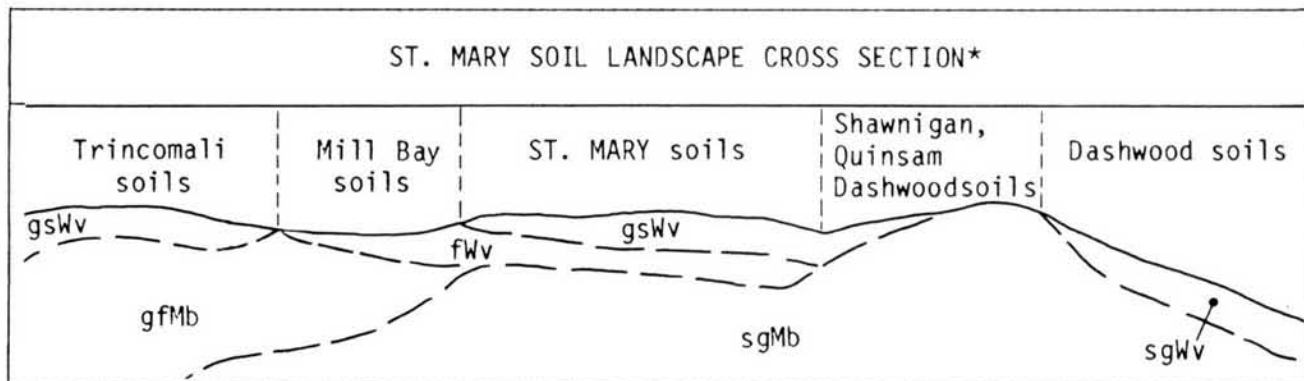 ST. MARY SOIL LANDSCAPE CROSS SECTION*
Trincomali
soils
Mill Bay
soils
ST. MARY soils
Shawnigan,
Quinsam
Dashwoodsoils
Dashwood soils
gsWv
fWv
gsWv
gfMb
sgMb
sgWv